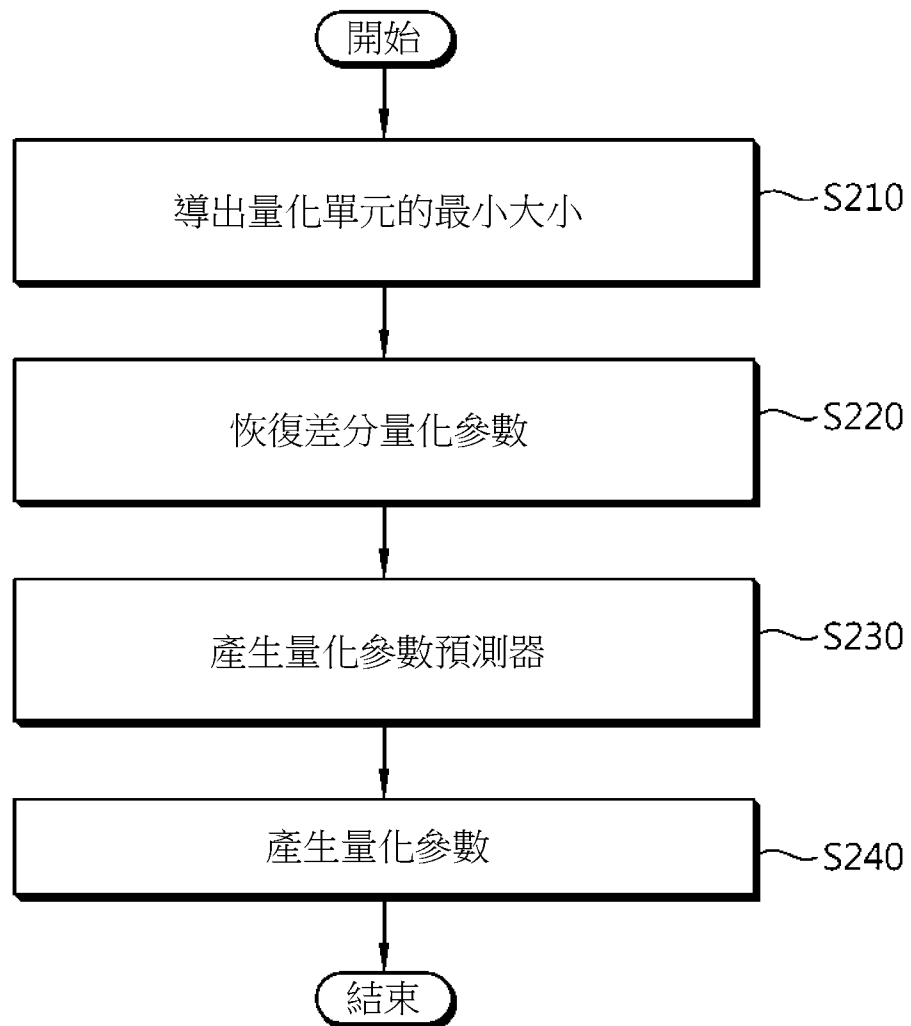 開始
導出量化單元的最小大小
S210
恢復差分量化參數
S220
產生量化參數預測器
S230
產生量化參數
S240
結束